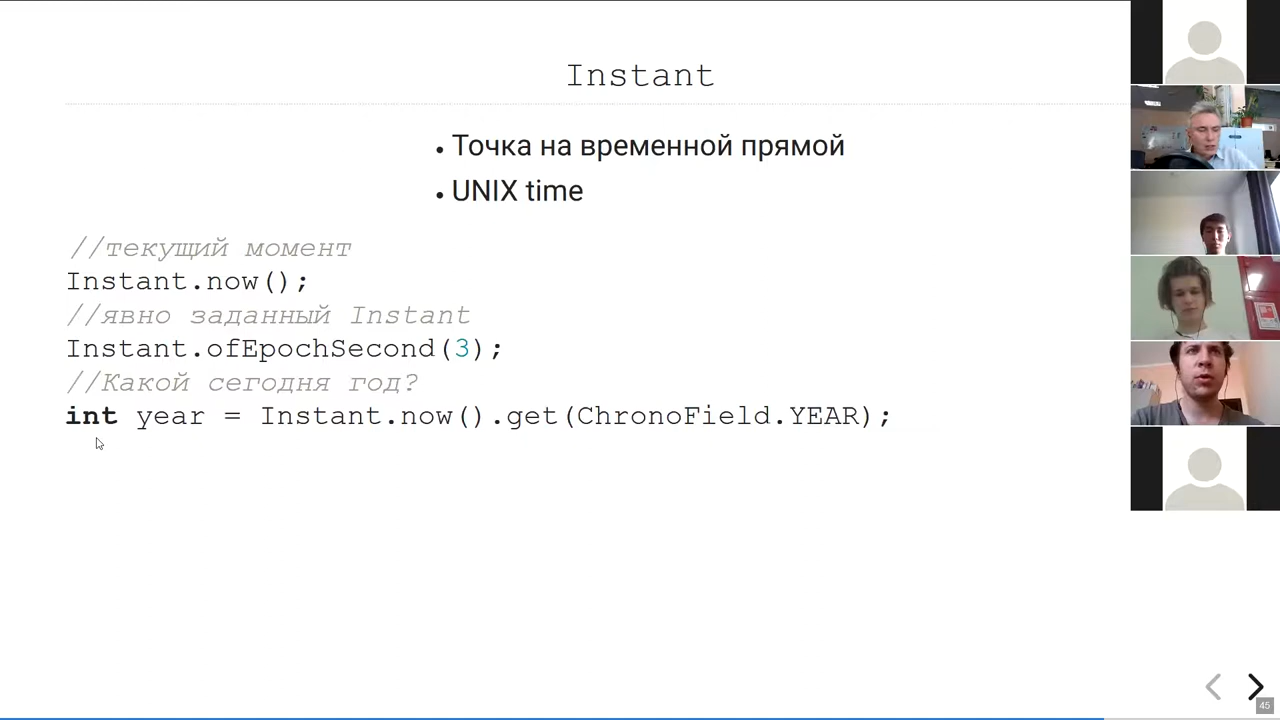 Instant
• Точка на временной прямой
• UNIX time
//текущий момент
Instant.now();
//явно заданный Instant
Instant.ofEpochSecond(3);
//Какой сегодня год?
int year = Instant.now().get(ChronoField.YEAR);
45